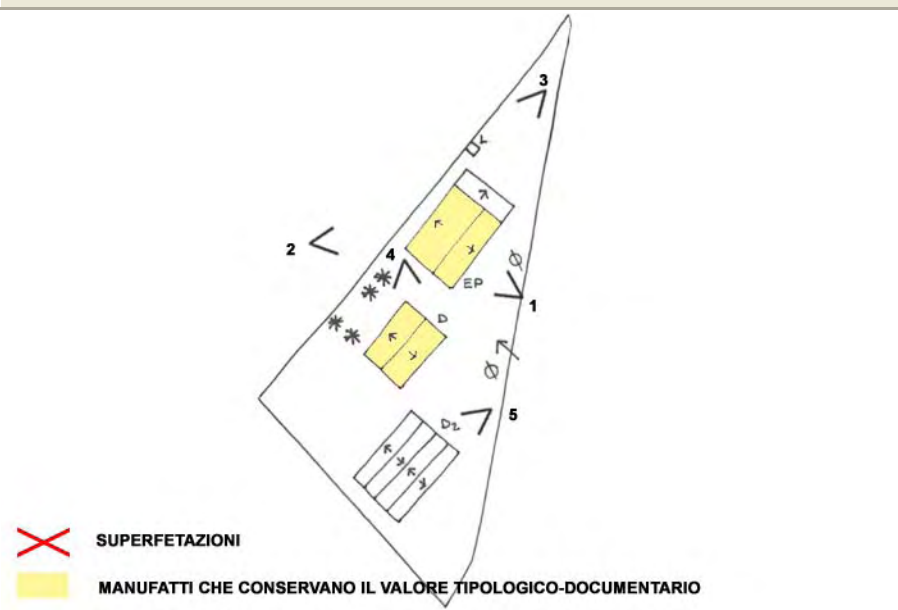 3
2
4
EP
1
D
5
D2
SUPERFETAZIONI
MANUFATTI CHE CONSERVANO IL VALORE TIPOLOGICO-DOCUMENTARIO